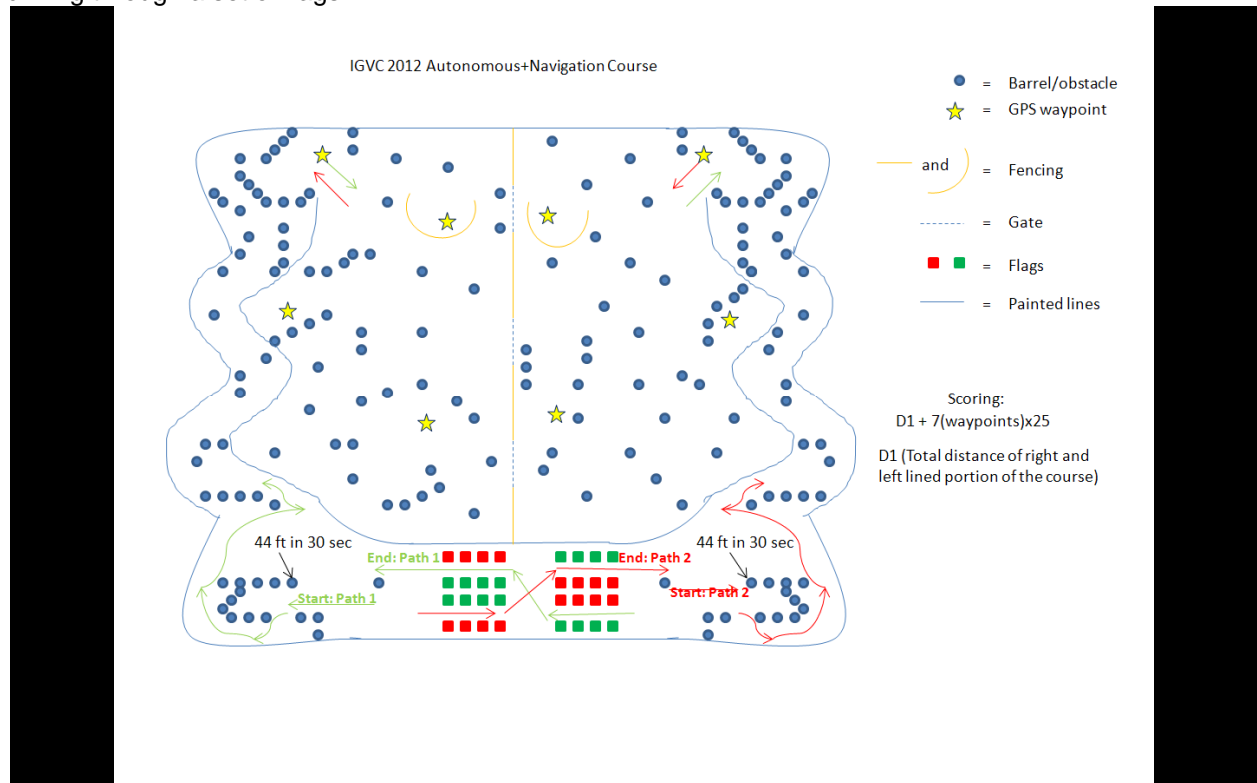 IGVC 2012 Autonomous+Navigation Course
= Barrel/obstacle
= GPS waypoint
and = Fencing
= Gate
= Flags
= Painted lines
Scoring:
D1 + 7(waypoints)x25
D1 (Total distance of right and
left lined portion of the course)
44 ft in 30 sec
44 ft in 30 sec
End: Path 1
End: Path 2
Start: Path 1
Start: Path 2